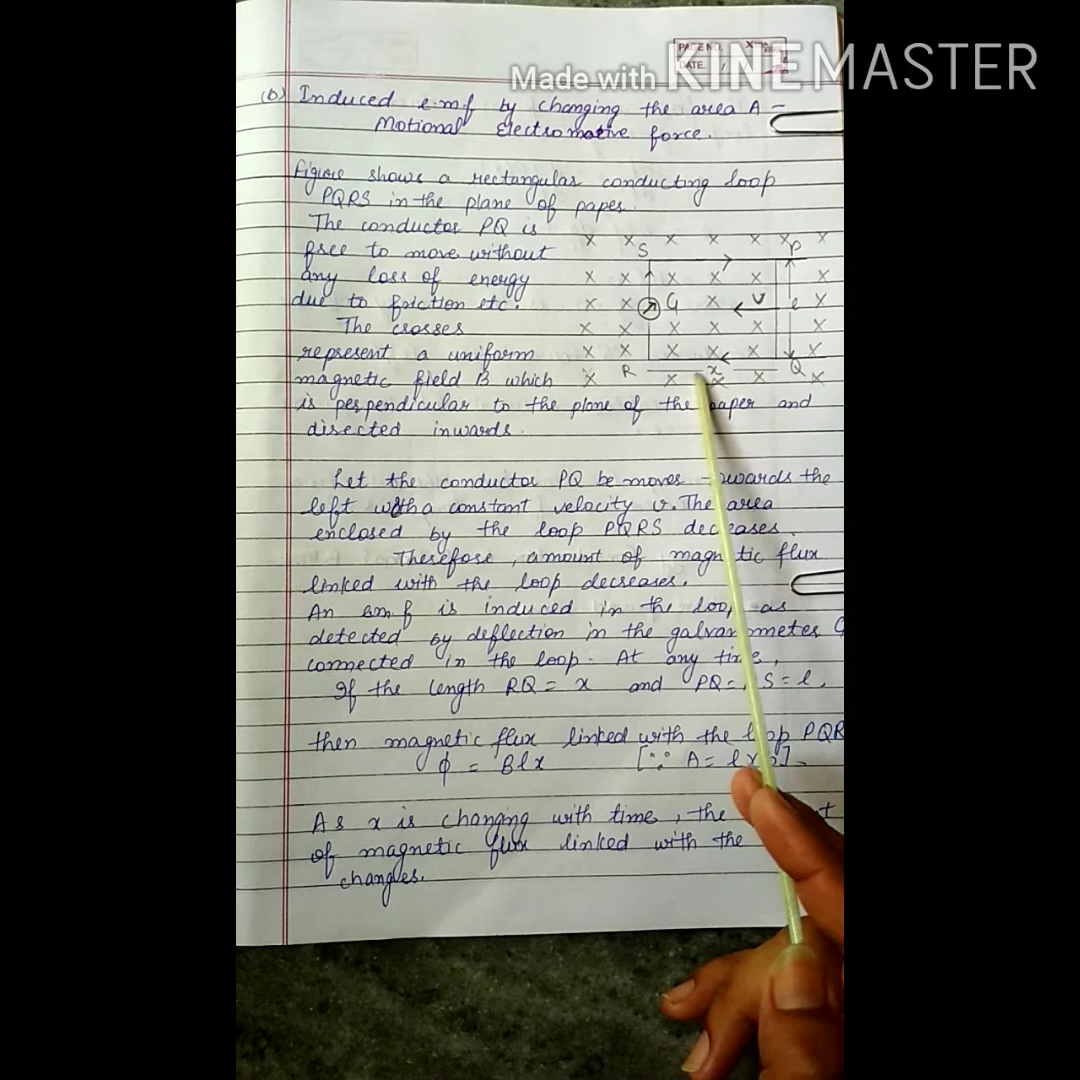 Made with KINEMASTER
PAGE NO.
DATE.
(b) Induced e.m.f by changing the area A –
Motional Electromotive force.
Figure shows a rectangular conducting loop
PQRS in the plane of paper.
The conductor PQ is
free to move without
any loss of energy
due to friction etc.
The crosses
represent a uniform
magnetic field B which
is perpendicular to the plane of the paper and
directed inwards.
x x S x x x x P x
x x x x x x
x x G x v l x
x x x x x x
x x x x x x
x R x x x x Q x
Let the conductor PQ be moves towards the
left with a constant velocity v. The area
enclosed by the loop PQRS decreases.
Therefore, amount of magn tic flux
linked with the loop decreases.
An e.m.f is induced in the loop as
detected by deflection in the galvanometer G
connected in the loop. At any time,
If the length RQ = x and PQ = S = l,
then magnetic flux linked with the loop PQR
ϕ = Blx [∵ A = l x ]
As x is changing with time, the
of magnetic flux linked with the
changes.